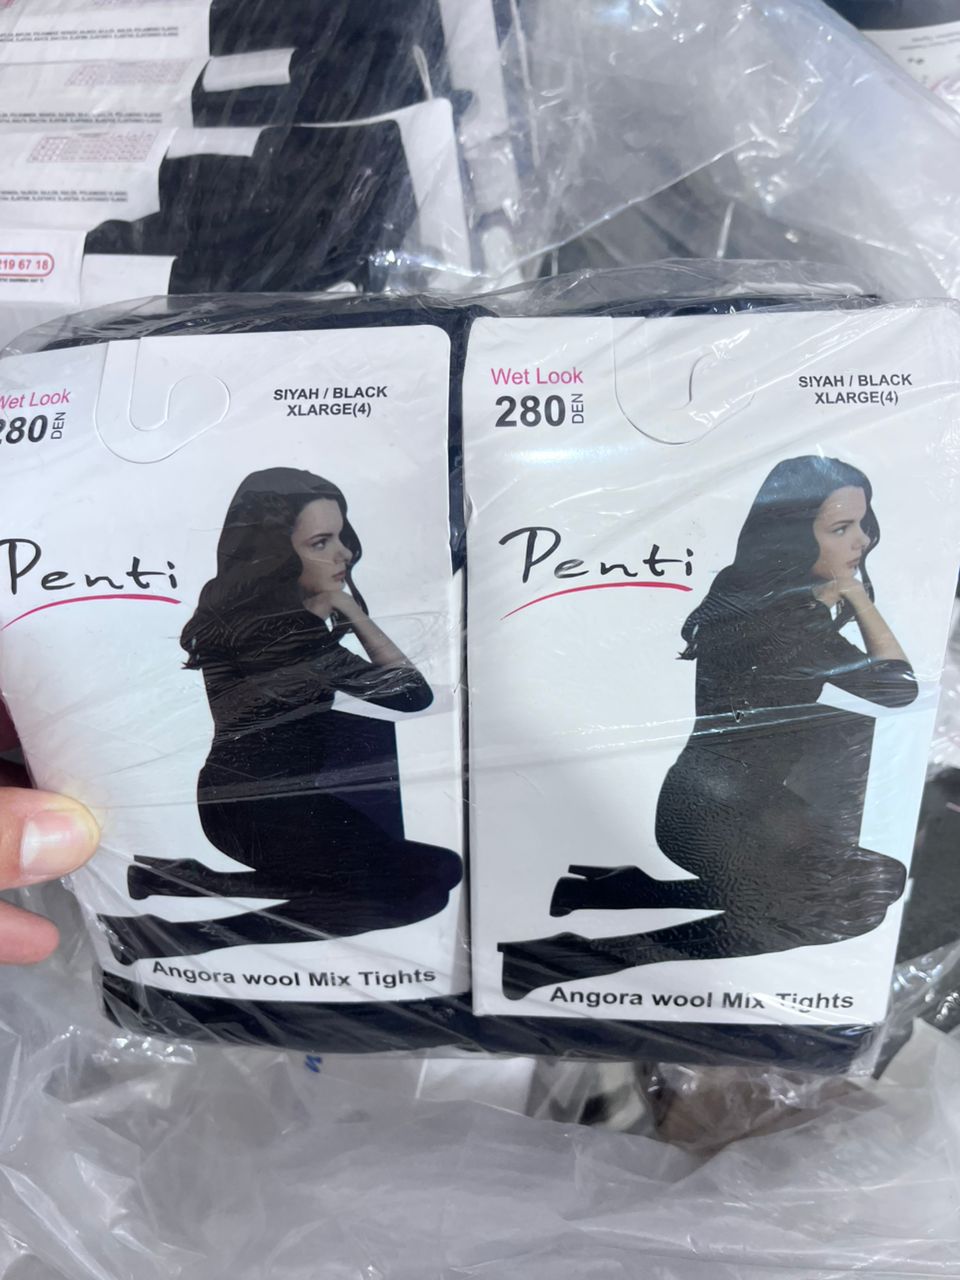 219 67 18
Wet Look
280 DEN
SIYAH / BLACK
XLARGE(4)
Penti
Angora wool Mix Tights
Wet Look
280 DEN
SIYAH / BLACK
XLARGE(4)
Penti
Angora wool Mix Tights